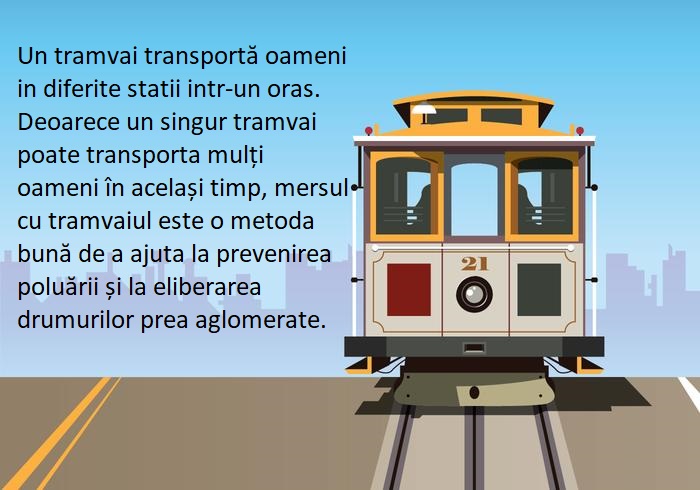 Un tramvai transportă oameni
in diferite statii intr-un oras.
Deoarece un singur tramvai
poate transporta mulți
oameni în același timp, mersul
cu tramvaiul este o metoda
bună de a ajuta la prevenirea
poluării și la eliberarea
drumurilor prea aglomerate.
21